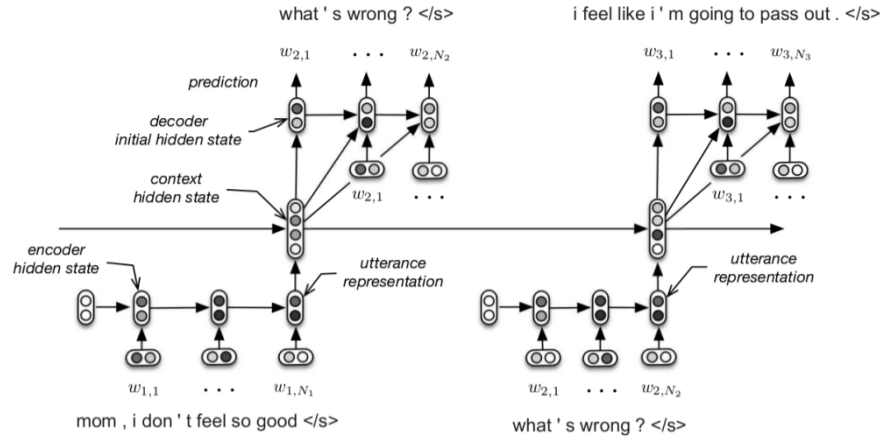 what ' s wrong ? </s>
i feel like i ' m going to pass out . </s>
w2,1 · · · w2,N2
w3,1 · · · w3,N3
prediction
decoder
initial hidden state
w2,1 · · ·
w3,1 · · ·
context
hidden state
encoder
hidden state
utterance
representation
utterance
representation
w1,1 · · · w1,N1
w2,1 · · · w2,N2
mom , i don ' t feel so good </s>
what ' s wrong ? </s>